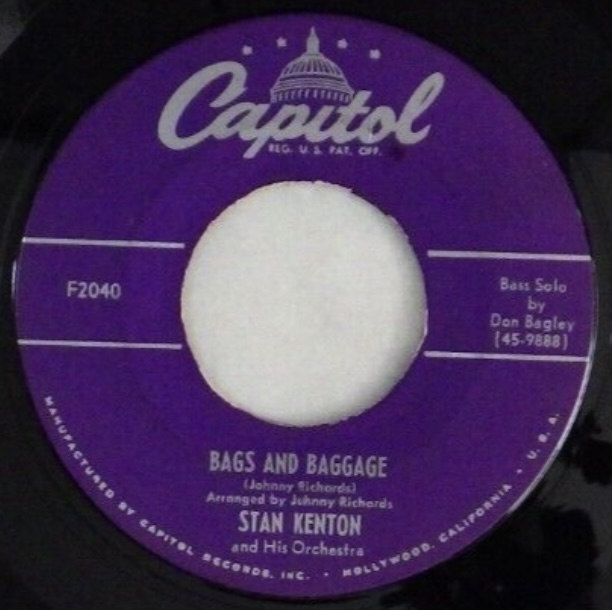 Capitol
REG. U. S. PAT. OFF.
F2040
Bass Solo
by
Don Bagley
(45-9888)
BAGS AND BAGGAGE
(Johnny Richards)
Arranged by Johnny Richards
STAN KENTON
and His Orchestra
MANUFACTURED BY CAPITOL RECORDS, INC. • HOLLYWOOD, CALIFORNIA • U. S. A.